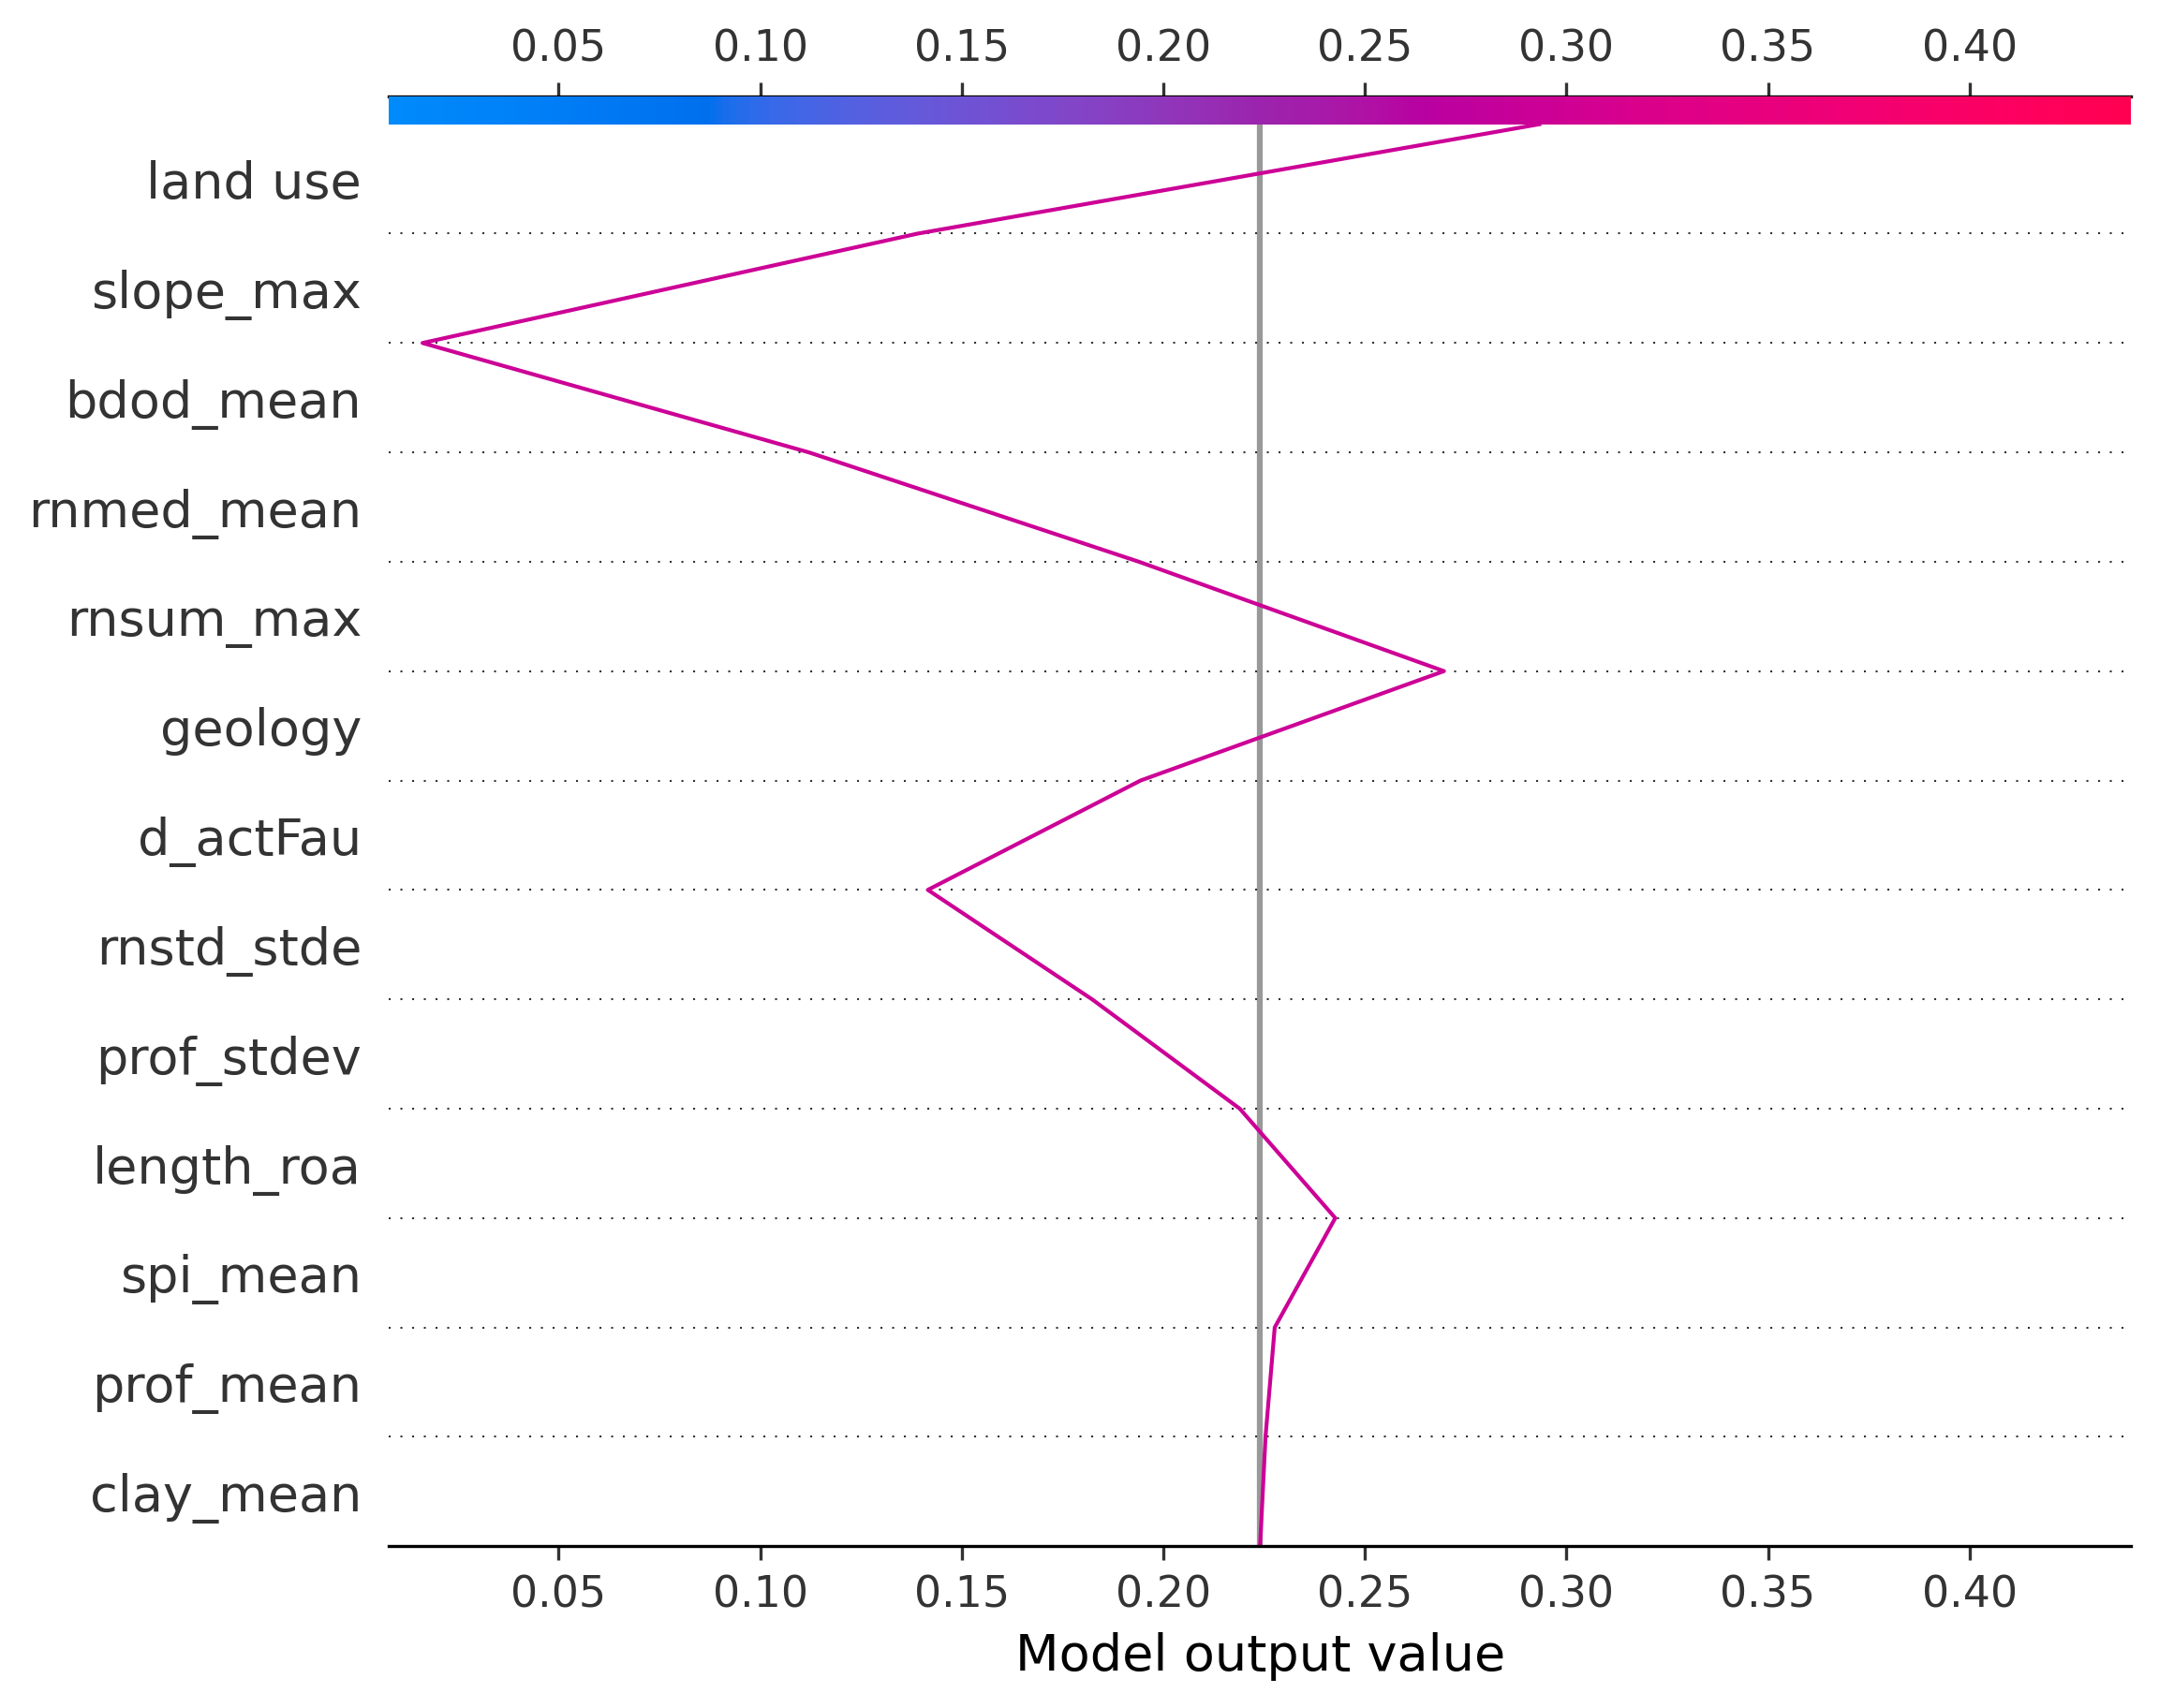 0.05 0.10 0.15 0.20 0.25 0.30 0.35 0.40
land use
slope_max
bdod_mean
rnmed_mean
rnsum_max
geology
d_actFau
rnstd_stde
prof_stdev
length_roa
spi_mean
prof_mean
clay_mean
0.05 0.10 0.15 0.20 0.25 0.30 0.35 0.40
Model output value